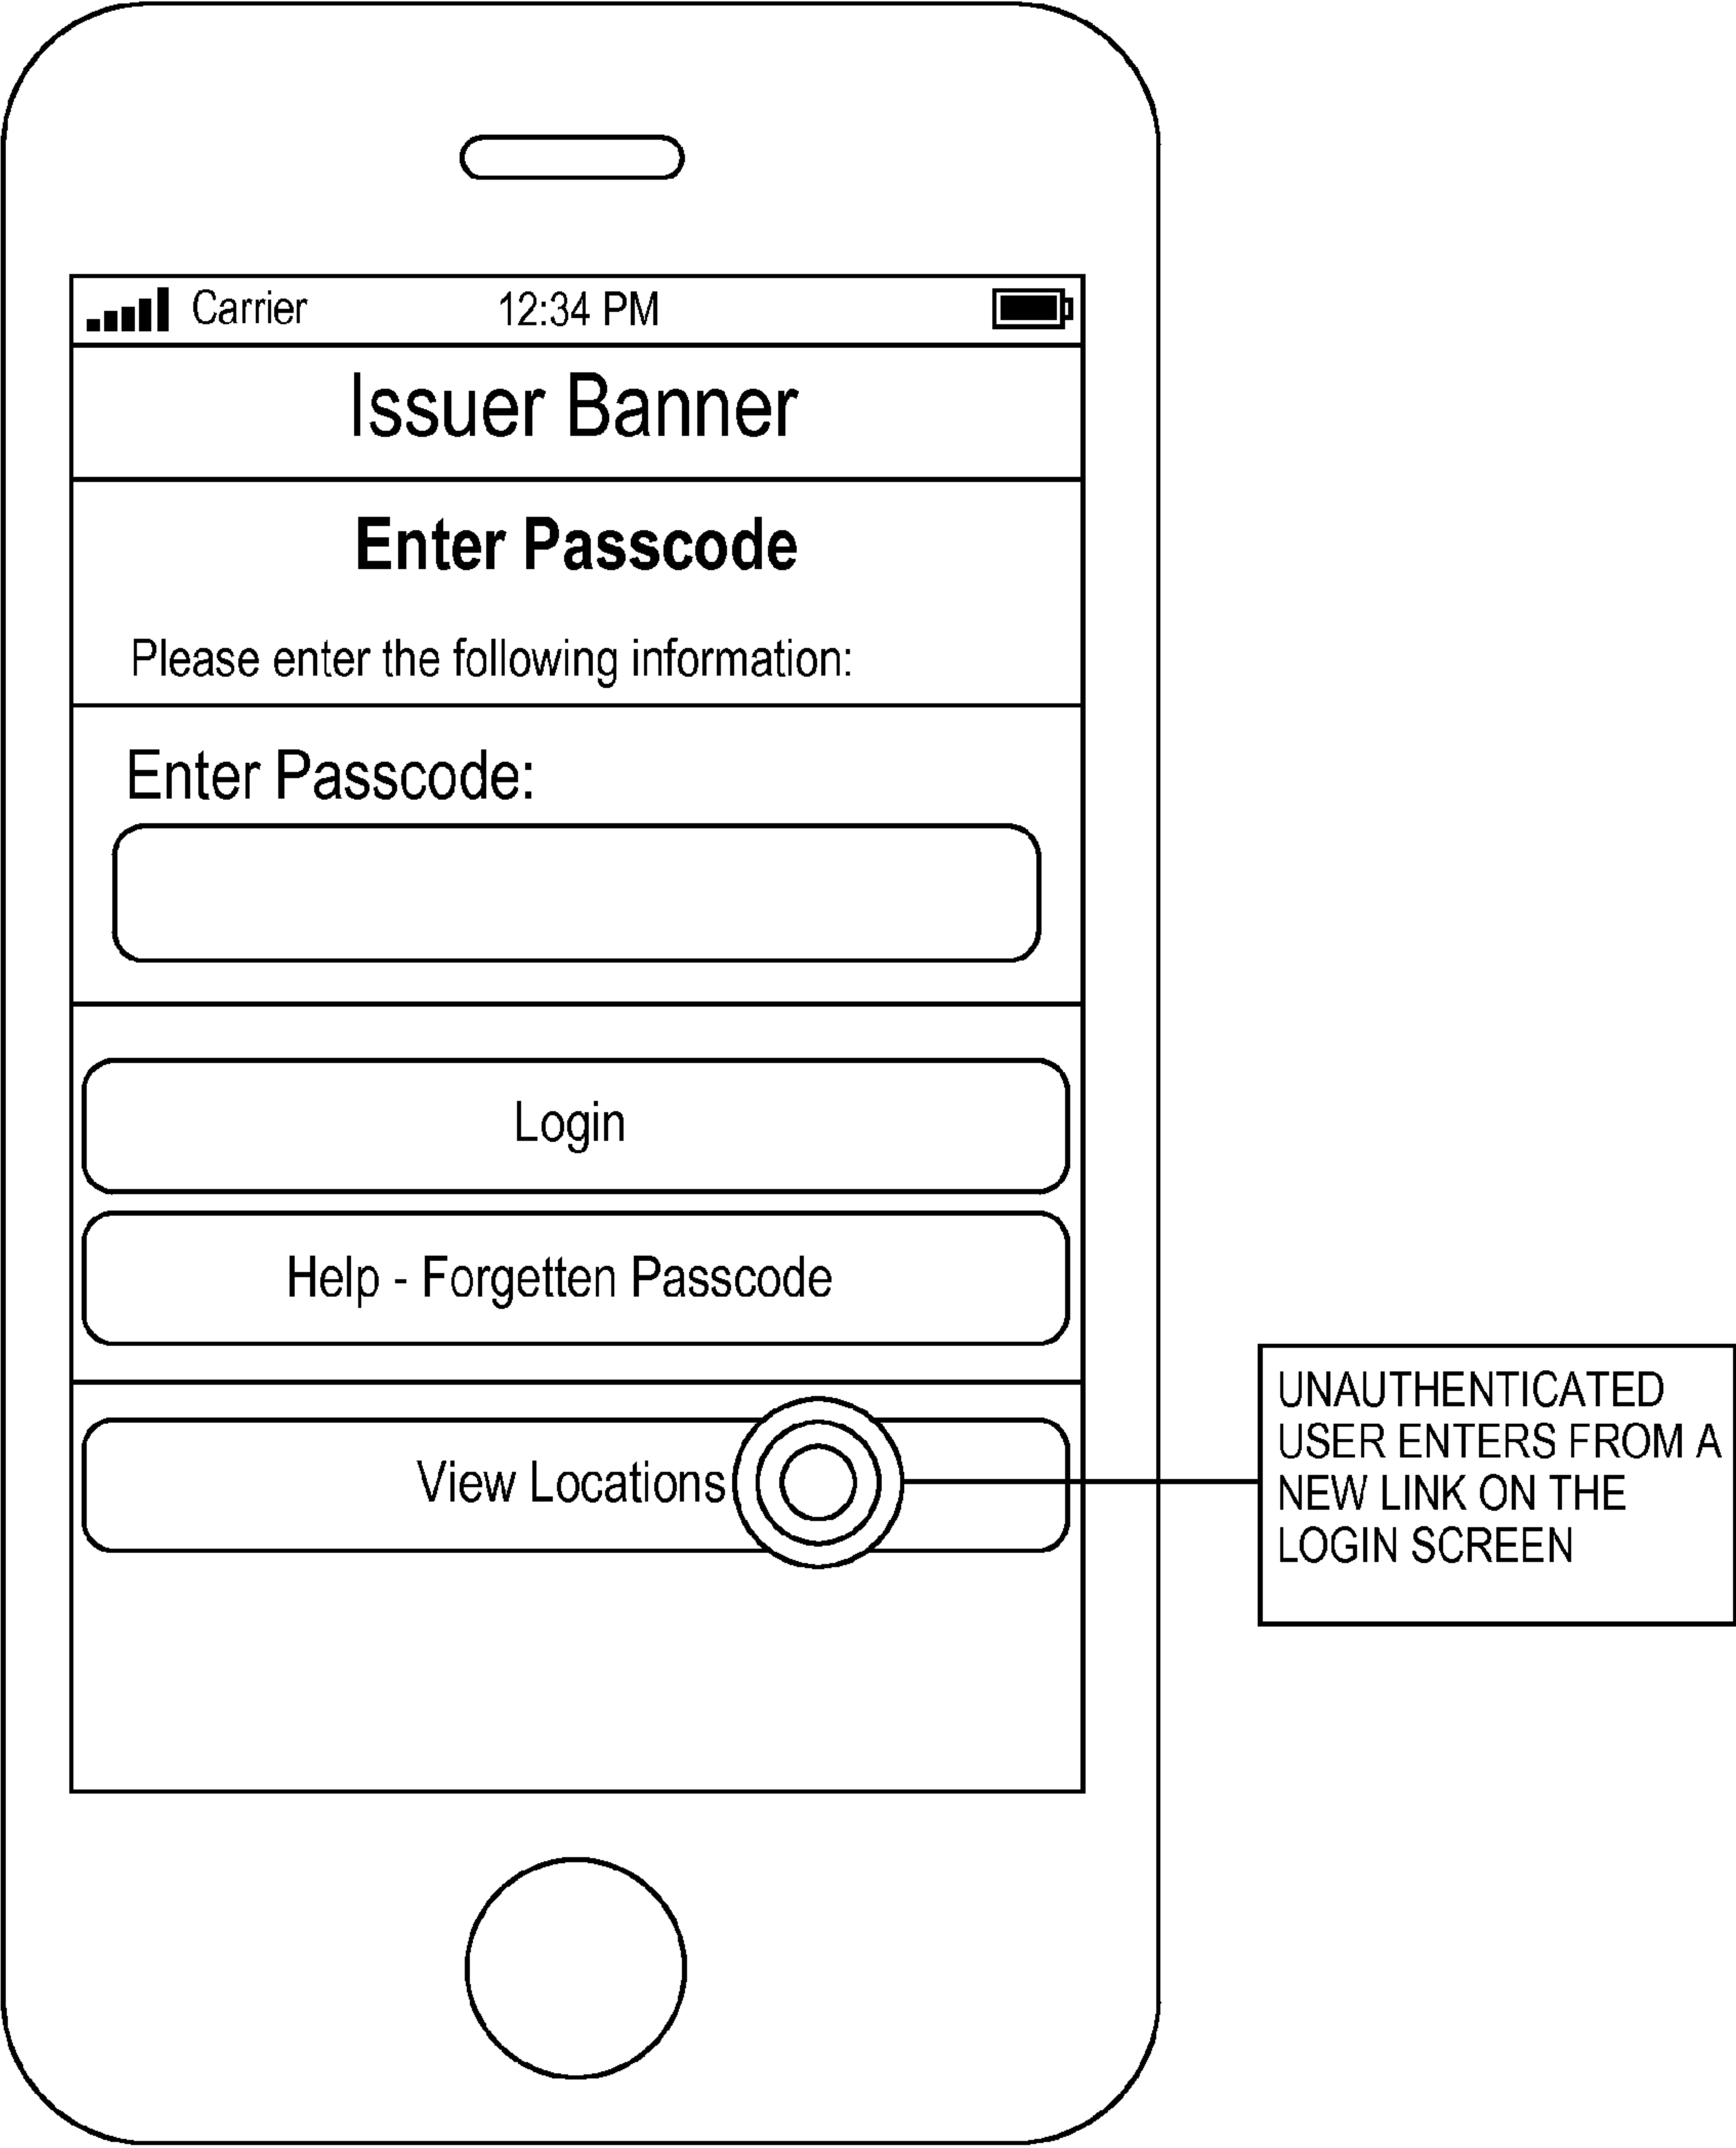 Carrier 12:34 PM
Issuer Banner
Enter Passcode
Please enter the following information:
Enter Passcode:
Login
Help - Forgetten Passcode
View Locations
UNAUTHENTICATED
USER ENTERS FROM A
NEW LINK ON THE
LOGIN SCREEN